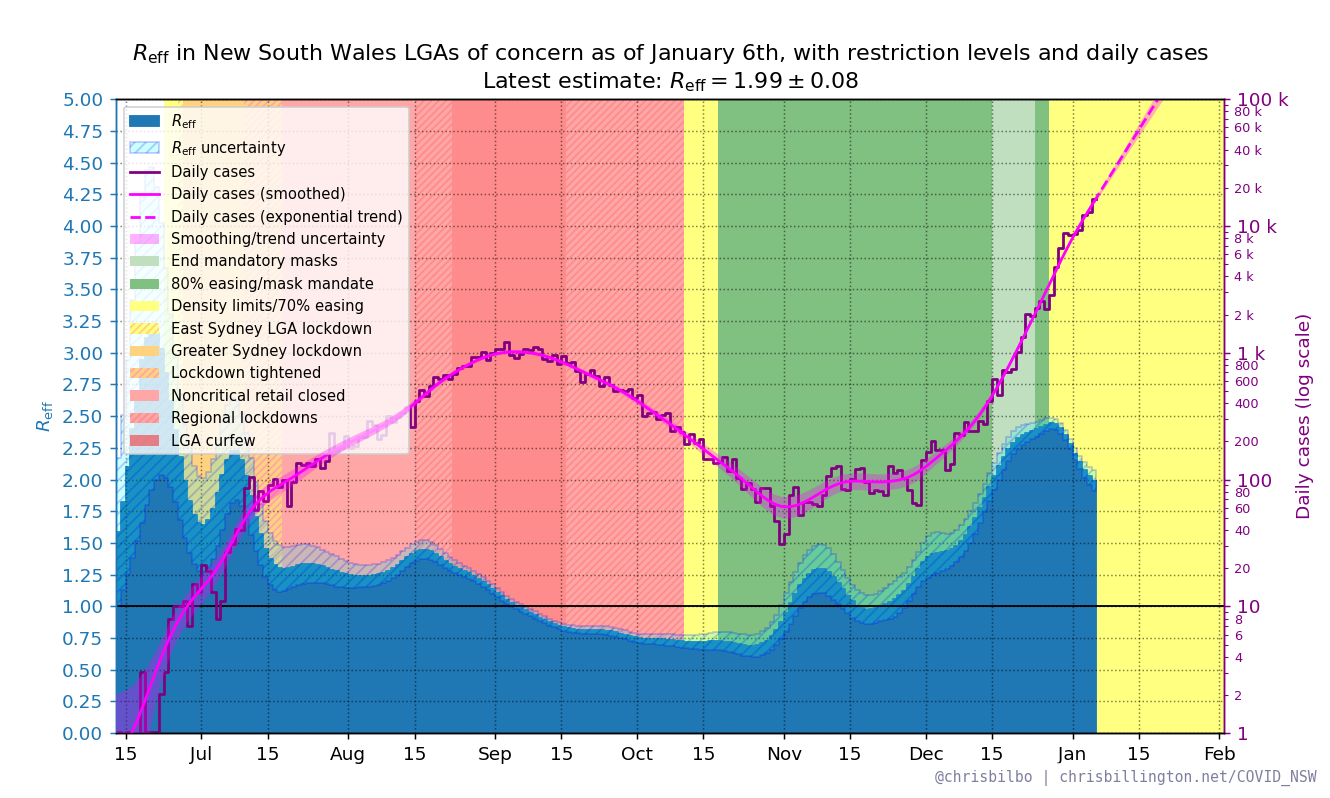 R_eff in New South Wales LGAs of concern as of January 6th, with restriction levels and daily cases
Latest estimate: R_eff = 1.99 ± 0.08
R_eff
5.00
4.75
4.50
4.25
4.00
3.75
3.50
3.25
3.00
2.75
2.50
2.25
2.00
1.75
1.50
1.25
1.00
0.75
0.50
0.25
0.00
R_eff
R_eff uncertainty
Daily cases
Daily cases (smoothed)
Daily cases (exponential trend)
Smoothing/trend uncertainty
End mandatory masks
80% easing/mask mandate
Density limits/70% easing
East Sydney LGA lockdown
Greater Sydney lockdown
Lockdown tightened
Noncritical retail closed
Regional lockdowns
LGA curfew
100 k
80 k
60 k
40 k
20 k
10 k
8 k
6 k
4 k
2 k
1 k
800
600
400
200
100
80
60
40
20
10
8
6
4
2
1
Daily cases (log scale)
15 Jul 15 Aug 15 Sep 15 Oct 15 Nov 15 Dec 15 Jan 15 Feb
@chrisbilbo | chrisbillington.net/COVID_NSW